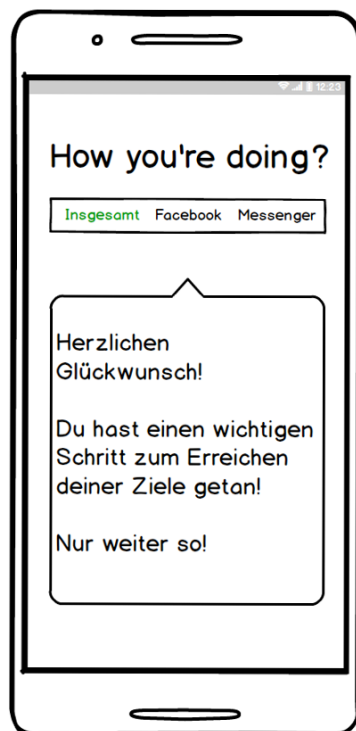 12:23
How you're doing?
Insgesamt Facebook Messenger
Herzlichen
Glückwunsch!
Du hast einen wichtigen
Schritt zum Erreichen
deiner Ziele getan!
Nur weiter so!